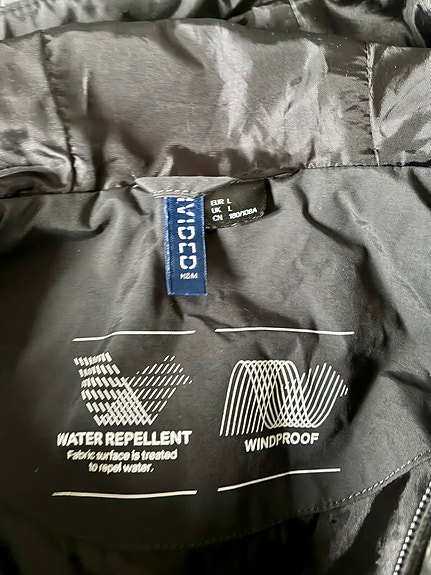 EUR L
UK L
CN 180/108A
DIVIDED
H&M
WATER REPELLENT
Fabric surface is treated
to repel water.
WINDPROOF